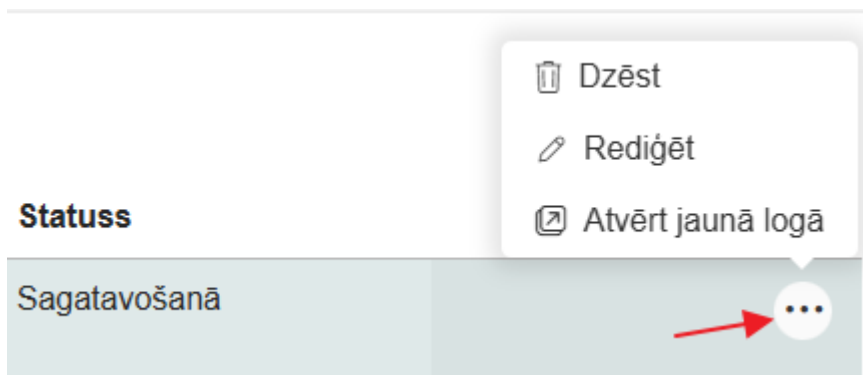 Dzēst
Rediģēt
Atvērt jaunā logā
Statuss
Sagatavošanā